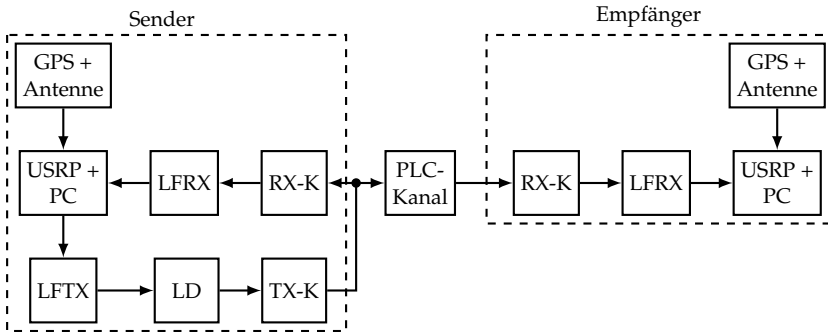 Sender
Empfänger
GPS +
Antenne
GPS +
Antenne
USRP +
PC
LFRX
RX-K
PLC-
Kanal
RX-K
LFRX
USRP +
PC
LFTX
LD
TX-K